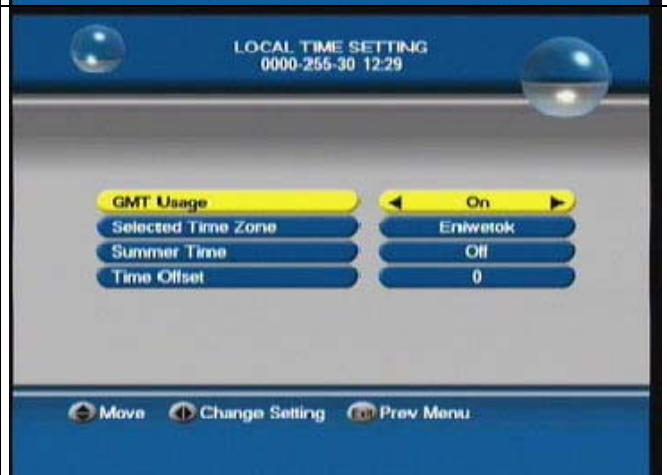 LOCAL TIME SETTING
0000-255-30 12:29
GMT Usage On
Selected Time Zone Eniwetok
Summer Time Off
Time Offset 0
Move Change Setting Exit Prev Menu